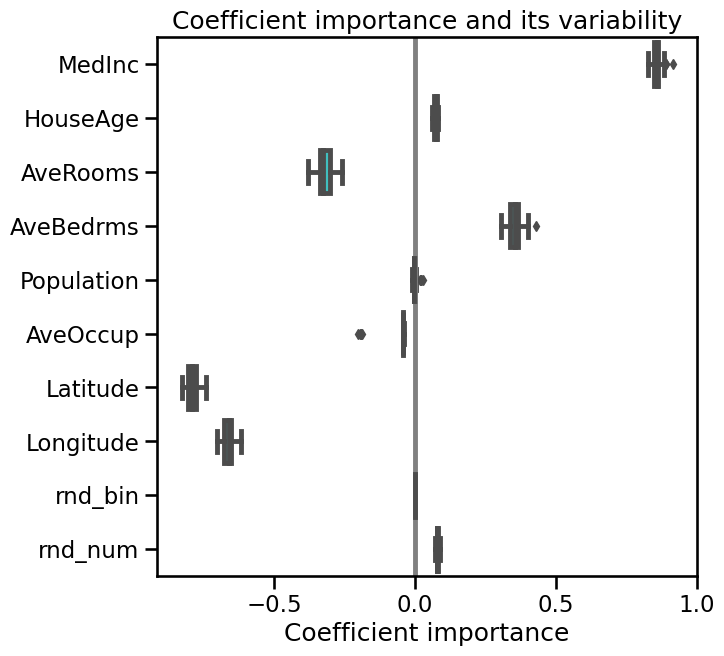 Coefficient importance and its variability
MedInc
HouseAge
AveRooms
AveBedrms
Population
AveOccup
Latitude
Longitude
rnd_bin
rnd_num
−0.5 0.0 0.5 1.0
Coefficient importance